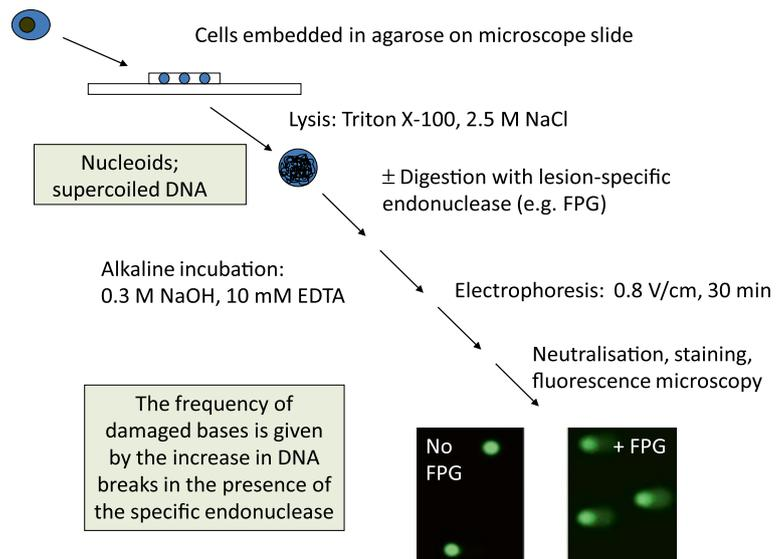 Cells embedded in agarose on microscope slide
Lysis: Triton X-100, 2.5 M NaCl
Nucleoids;
supercoiled DNA
± Digestion with lesion-specific
endonuclease (e.g. FPG)
Alkaline incubation:
0.3 M NaOH, 10 mM EDTA
Electrophoresis: 0.8 V/cm, 30 min
Neutralisation, staining,
fluorescence microscopy
The frequency of
damaged bases is given
by the increase in DNA
breaks in the presence of
the specific endonuclease
No
FPG
+ FPG